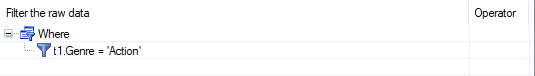 Filter the raw data Operator
Where
t1.Genre = 'Action'